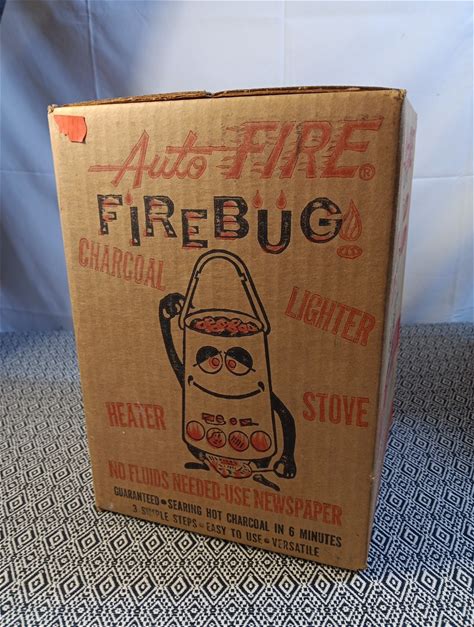 Auto FIRE®
FIREBUG!
CHARCOAL
LIGHTER
HEATER
STOVE
NO FLUIDS NEEDED-USE NEWSPAPER
GUARANTEED • SEARING HOT CHARCOAL IN 6 MINUTES
3 SIMPLE STEPS • EASY TO USE • VERSATILE